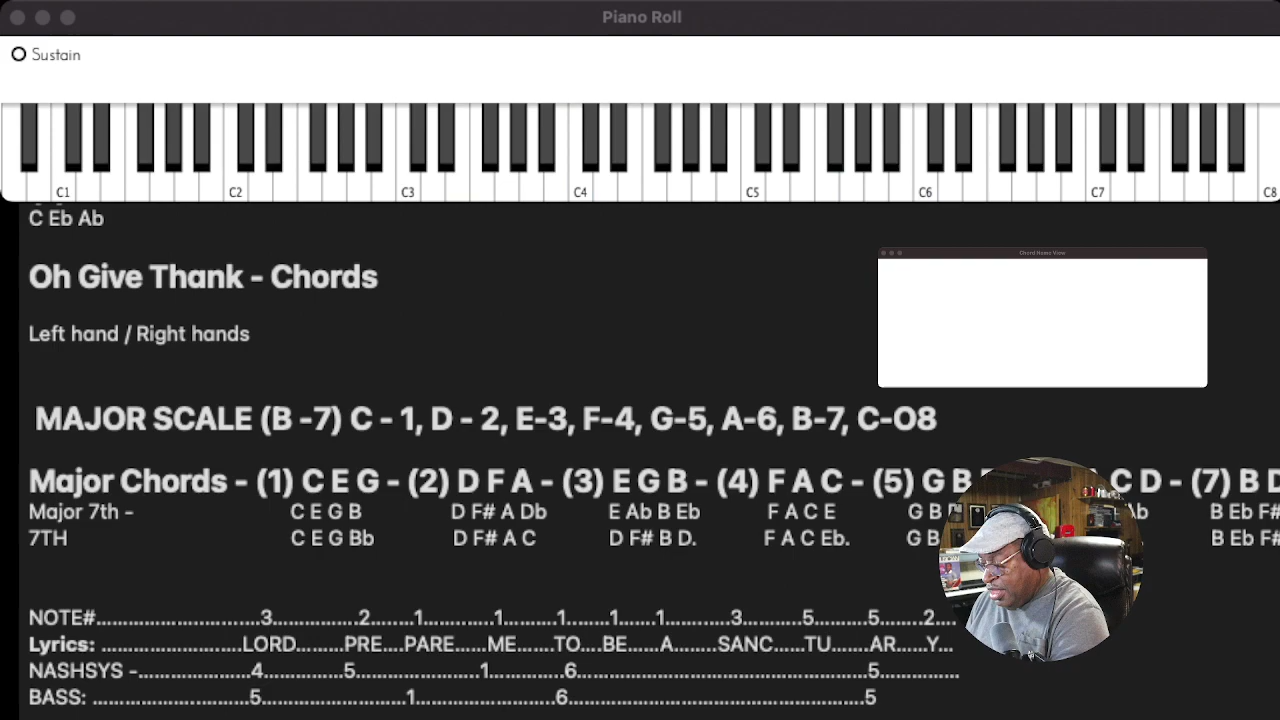 Piano Roll
Sustain
C1 C2 C3 C4 C5 C6 C7 C8
C Eb Ab
Oh Give Thank - Chords
Chord Name View
Left hand / Right hands
MAJOR SCALE (B -7) C - 1, D - 2, E-3, F-4, G-5, A-6, B-7, C-O8
Major Chords - (1) C E G - (2) D F A - (3) E G B - (4) F A C - (5) G B C D - (7) B D
Major 7th - C E G B D F# A Db E Ab B Eb F A C E G B Ab B Eb F#
7TH C E G Bb D F# A C D F# B D. F A C Eb. G B B Eb F#
NOTE#.................................3....................2........1.............1...........1.........1........1..............3............5...........5.........2....
Lyrics: ..........................LORD.........PRE....PARE......ME.......TO....BE.....A........SANC....TU.......AR.....Y...
NASHSYS -.......................4................5.........................1...............6.........................................................5................
BASS: ................................5.............................1...........................6..........................................................5